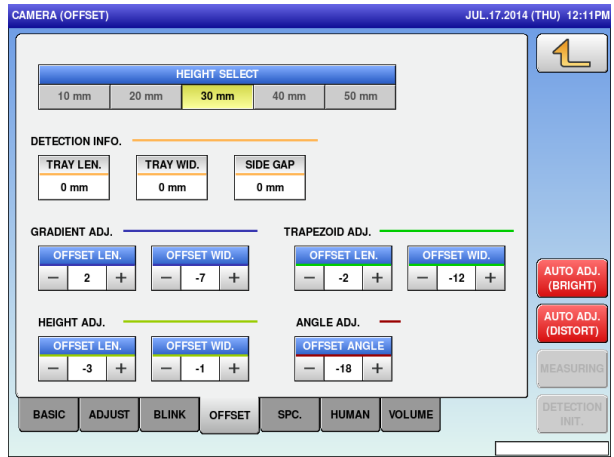 CAMERA (OFFSET) JUL.17.2014 (THU) 12:11PM
HEIGHT SELECT
10 mm 20 mm 30 mm 40 mm 50 mm
DETECTION INFO.
TRAY LEN. TRAY WID. SIDE GAP
0 mm 0 mm 0 mm
GRADIENT ADJ. TRAPEZOID ADJ.
OFFSET LEN. OFFSET WID. OFFSET LEN. OFFSET WID.
− 2 + − -7 + − -2 + − -12 +
HEIGHT ADJ. ANGLE ADJ.
OFFSET LEN. OFFSET WID. OFFSET ANGLE
− -3 + − -1 + − -18 +
AUTO ADJ.
(BRIGHT)
AUTO ADJ.
(DISTORT)
MEASURING
DETECTION
INIT.
BASIC ADJUST BLINK OFFSET SPC. HUMAN VOLUME